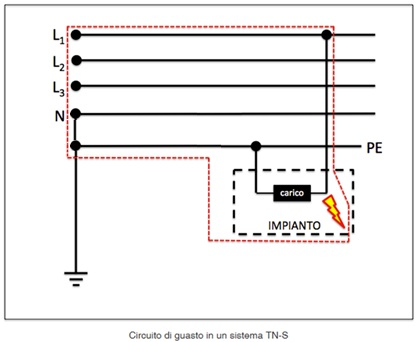 L1
L2
L3
N
PE
carico
IMPIANTO
Circuito di guasto in un sistema TN-S